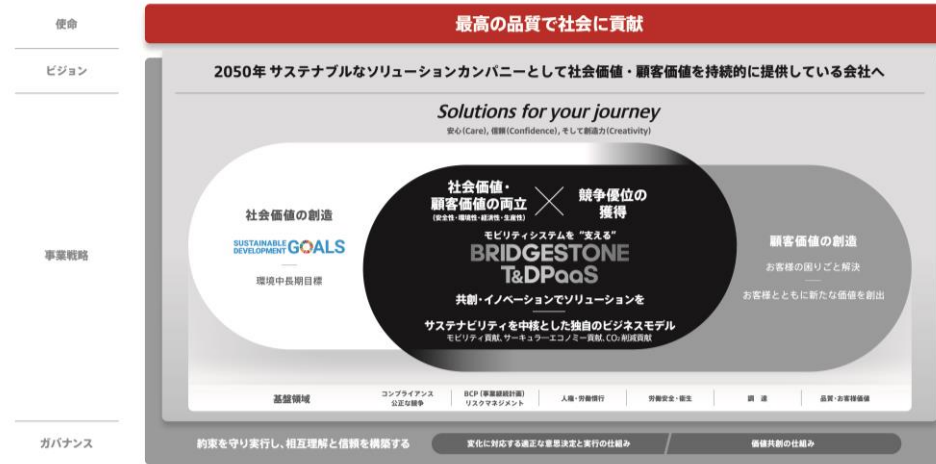 使命
最高の品質で社会に貢献
ビジョン
2050年 サステナブルなソリューションカンパニーとして社会価値・顧客価値を持続的に提供している会社へ
事業戦略
Solutions for your journey
安心(Care), 信頼(Confidence), そして創造力(Creativity)
社会価値の創造
SUSTAINABLE
DEVELOPMENT GOALS
環境中長期目標
社会価値・
顧客価値の両立
(安全性・環境性・経済性・生産性)
競争優位の
獲得
モビリティシステムを "支える"
BRIDGESTONE
T&DPaaS
共創・イノベーションでソリューションを
サステナビリティを中核とした独自のビジネスモデル
モビリティ貢献、サーキュラーエコノミー貢献、CO₂ 削減貢献
顧客価値の創造
お客様の困りごと解決
お客様とともに新たな価値を創出
基盤領域
コンプライアンス
公正な競争
BCP (事業継続計画)
リスクマネジメント
人権・労働慣行
労働安全・衛生
調 達
品質・お客様価値
ガバナンス
約束を守り実行し、相互理解と信頼を構築する
変化に対応する適正な意思決定と実行の仕組み
価値共創の仕組み